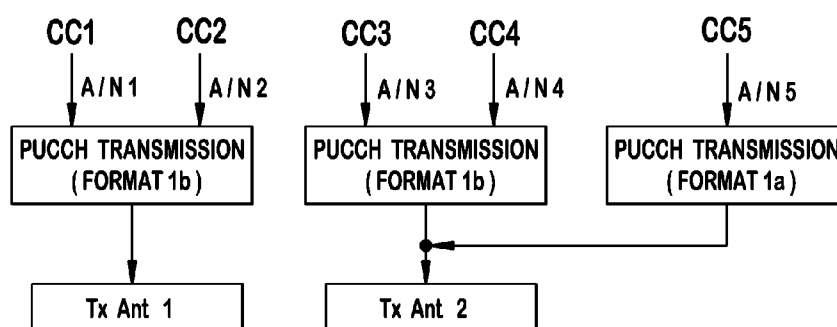 CC1 CC2 CC3 CC4 CC5
A/N1 A/N2 A/N3 A/N4 A/N5
PUCCH TRANSMISSION
(FORMAT 1b)
PUCCH TRANSMISSION
(FORMAT 1b)
PUCCH TRANSMISSION
(FORMAT 1a)
Tx Ant 1
Tx Ant 2